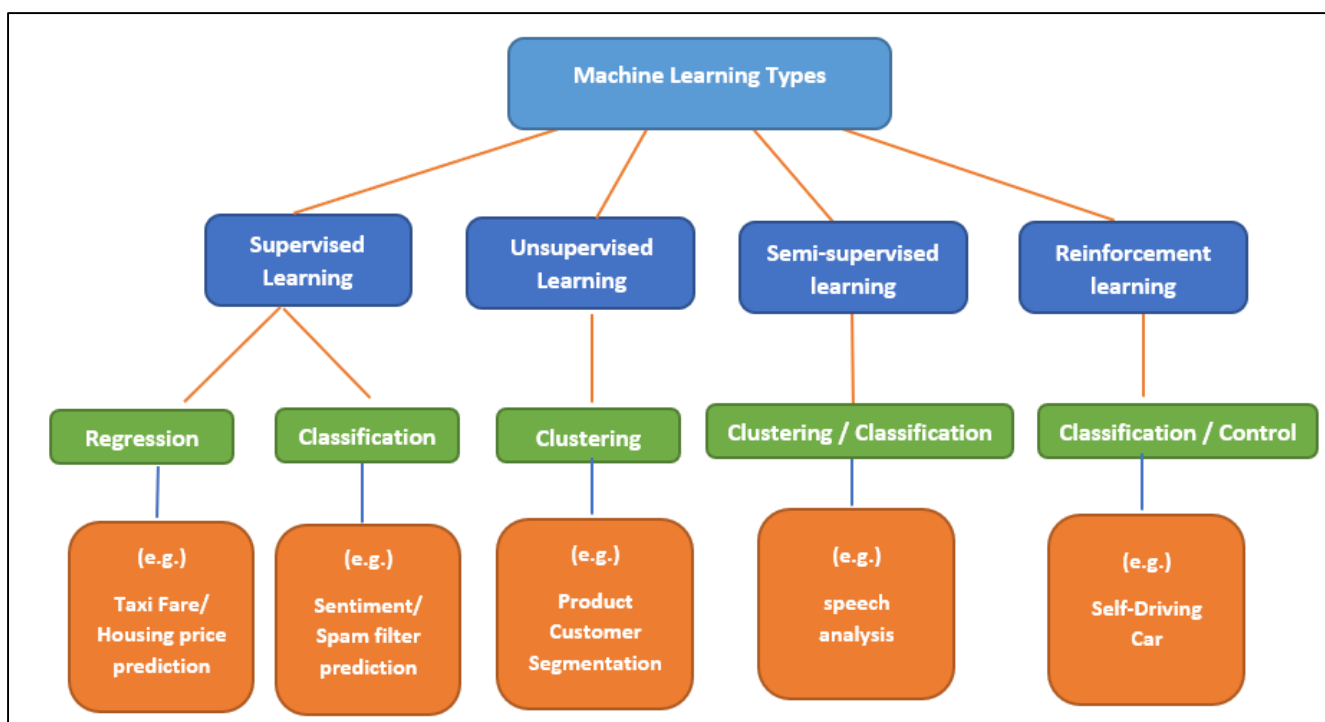 Machine Learning Types
Supervised
Learning
Unsupervised
Learning
Semi-supervised
learning
Reinforcement
learning
Regression
Classification
Clustering
Clustering / Classification
Classification / Control
(e.g.)
Taxi Fare/
Housing price
prediction
(e.g.)
Sentiment/
Spam filter
prediction
(e.g.)
Product
Customer
Segmentation
(e.g.)
speech
analysis
(e.g.)
Self-Driving
Car